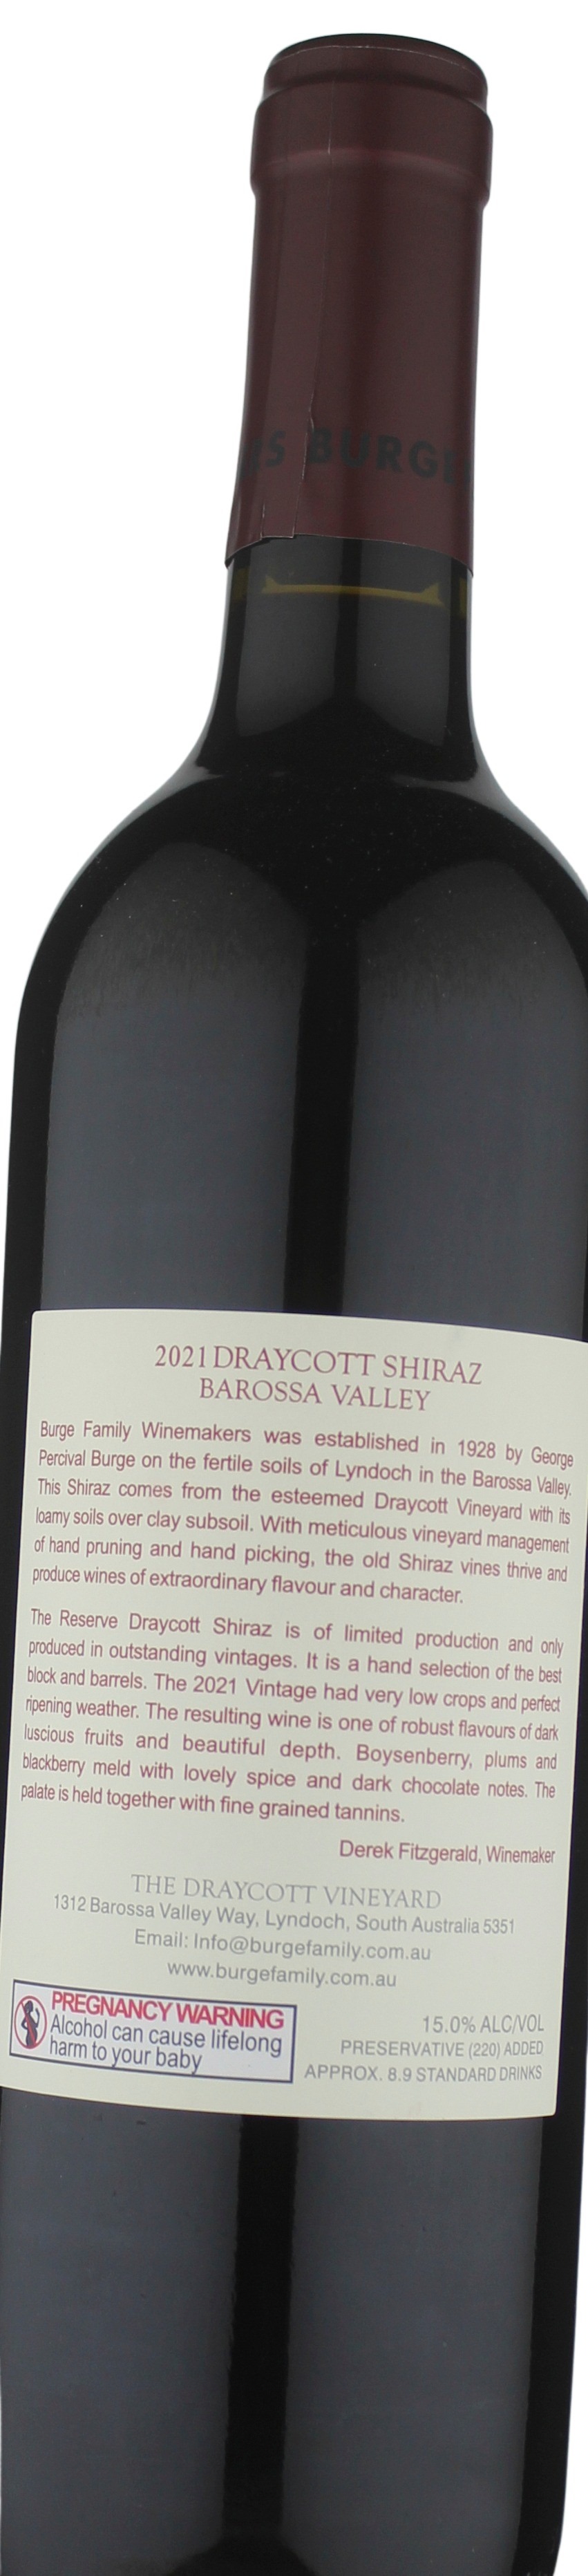 BURGE
2021 DRAYCOTT SHIRAZ
BAROSSA VALLEY
Burge Family Winemakers was established in 1928 by George
Percival Burge on the fertile soils of Lyndoch in the Barossa Valley.
This Shiraz comes from the esteemed Draycott Vineyard with its
loamy soils over clay subsoil. With meticulous vineyard management
of hand pruning and hand picking, the old Shiraz vines thrive and
produce wines of extraordinary flavour and character.
The Reserve Draycott Shiraz is of limited production and only
produced in outstanding vintages. It is a hand selection of the best
block and barrels. The 2021 Vintage had very low crops and perfect
ripening weather. The resulting wine is one of robust flavours of dark
luscious fruits and beautiful depth. Boysenberry, plums and
blackberry meld with lovely spice and dark chocolate notes. The
palate is held together with fine grained tannins.
Derek Fitzgerald, Winemaker
THE DRAYCOTT VINEYARD
1312 Barossa Valley Way, Lyndoch, South Australia 5351
Email: Info@burgefamily.com.au
www.burgefamily.com.au
PREGNANCY WARNING
Alcohol can cause lifelong
harm to your baby
15.0% ALC/VOL
PRESERVATIVE (220) ADDED
APPROX. 8.9 STANDARD DRINKS